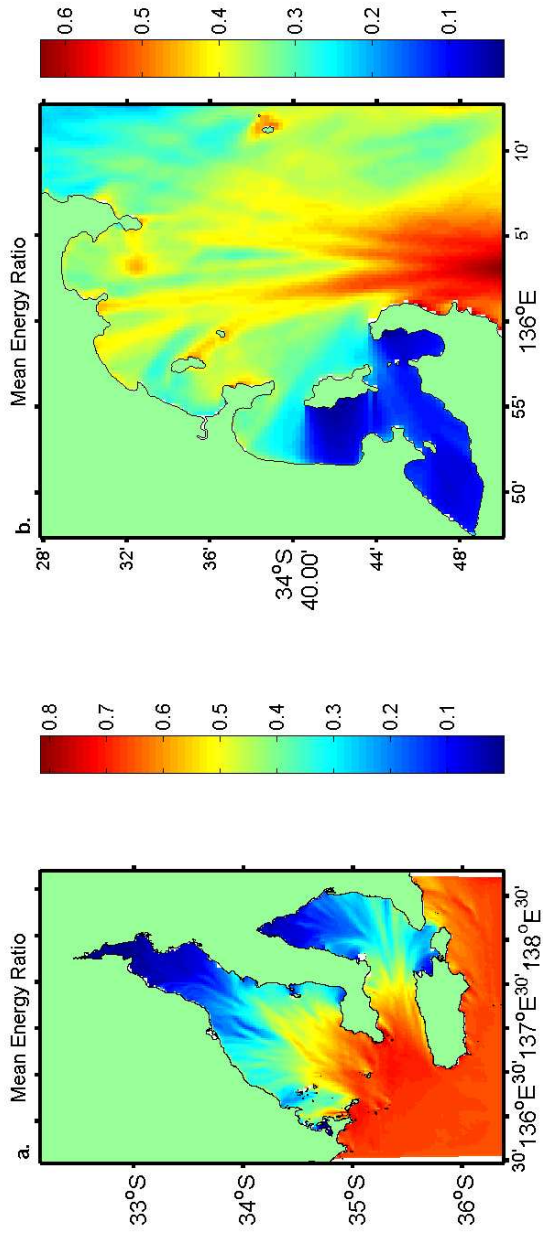 a.
Mean Energy Ratio
33°S
34°S
35°S
36°S
30'
136°E
30'
137°E
30'
138°E
30'
0.8
0.7
0.6
0.5
0.4
0.3
0.2
0.1
b.
Mean Energy Ratio
28'
32'
36'
34°S
40.00'
44'
48'
50'
55'
136°E
5'
10'
0.6
0.5
0.4
0.3
0.2
0.1